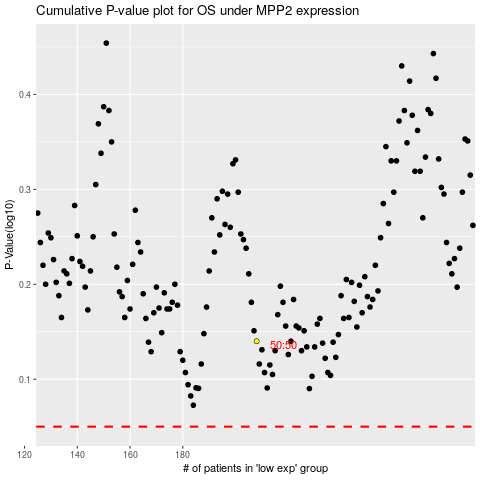 Cumulative P-value plot for OS under MPP2 expression
P-Value(log10)
0.4
0.3
0.2
0.1
50:50
120 140 160 180
# of patients in 'low exp' group